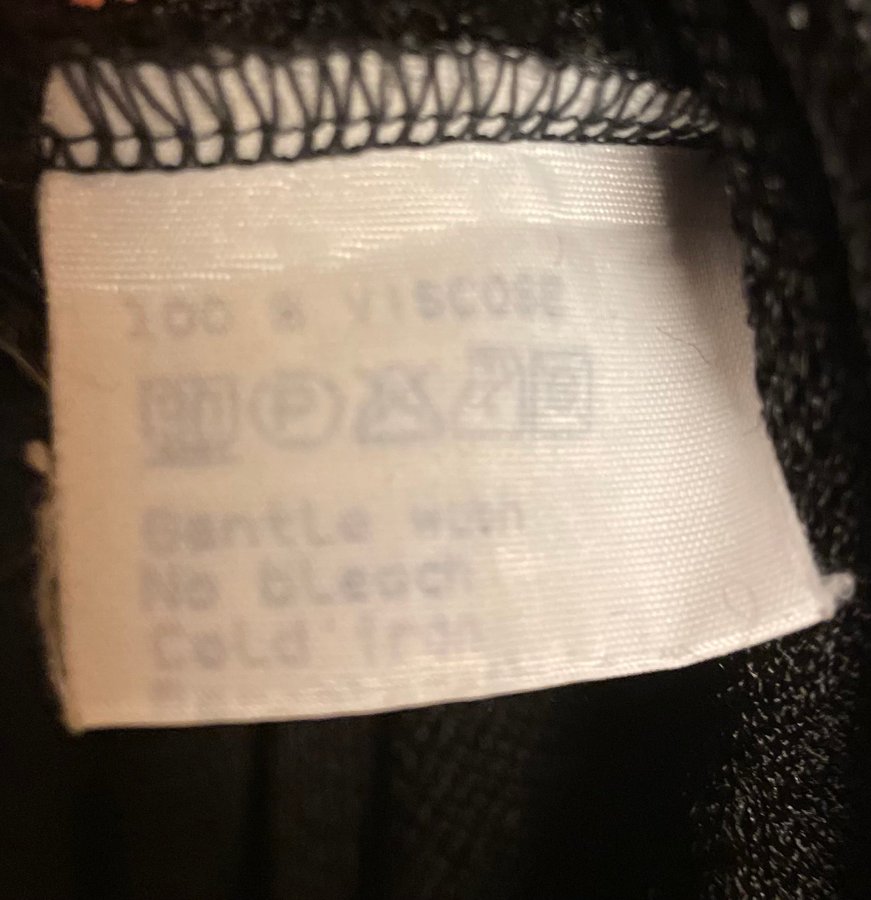 100 % VISCOSE
P
Gentle wash
No bleach
Cold iron